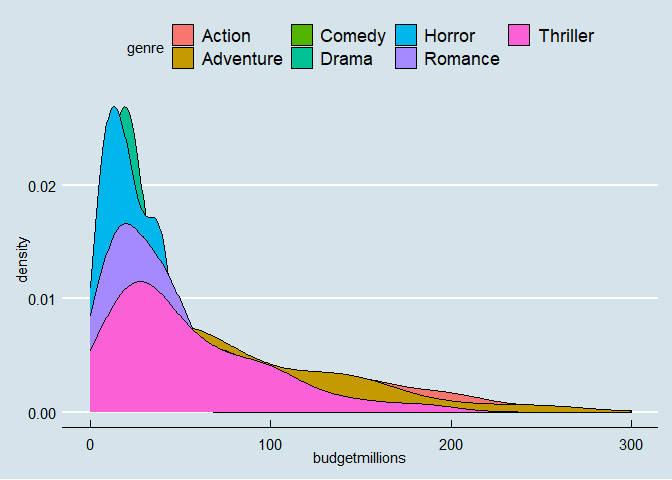 genre
Action Comedy Horror Thriller
Adventure Drama Romance
density
0.02
0.01
0.00
0 100 200 300
budgetmillions